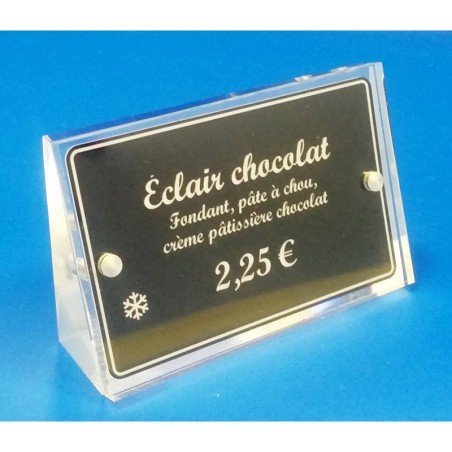 Éclair chocolat
Fondant, pâte à chou,
crème pâtissière chocolat
2,25 €